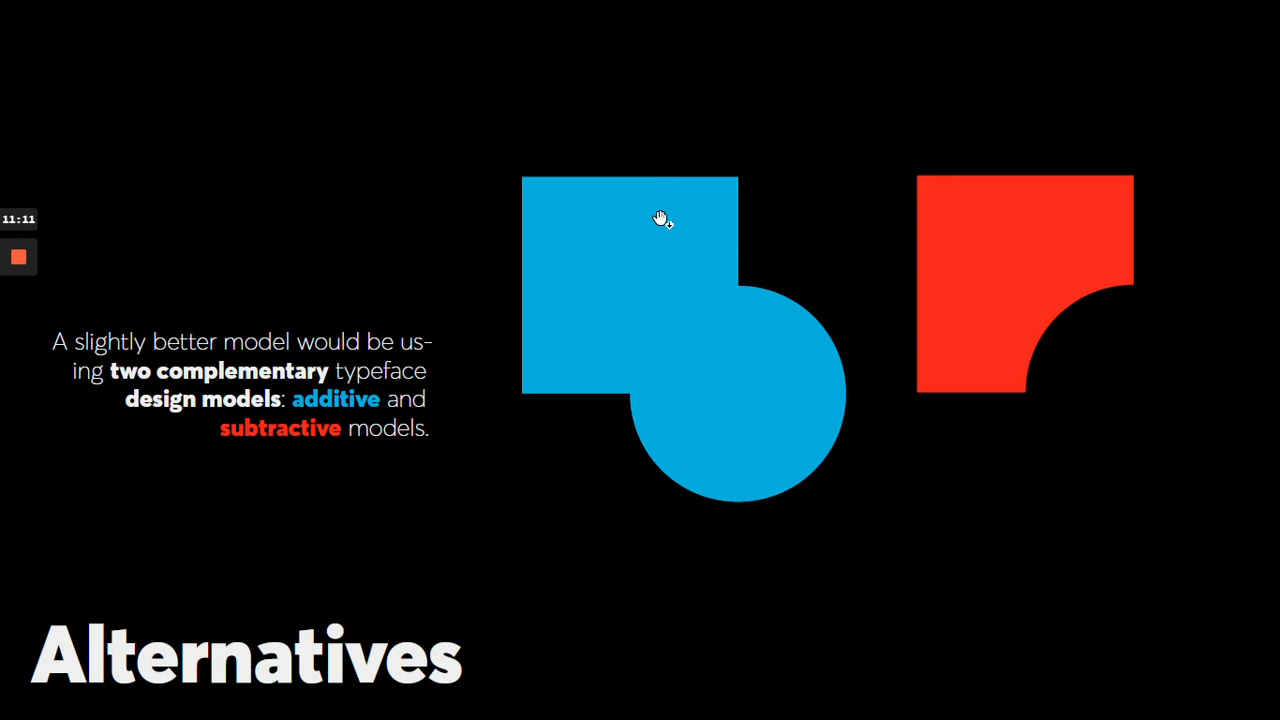 11:11
A slightly better model would be us-
ing two complementary typeface
design models: additive and
subtractive models.
Alternatives